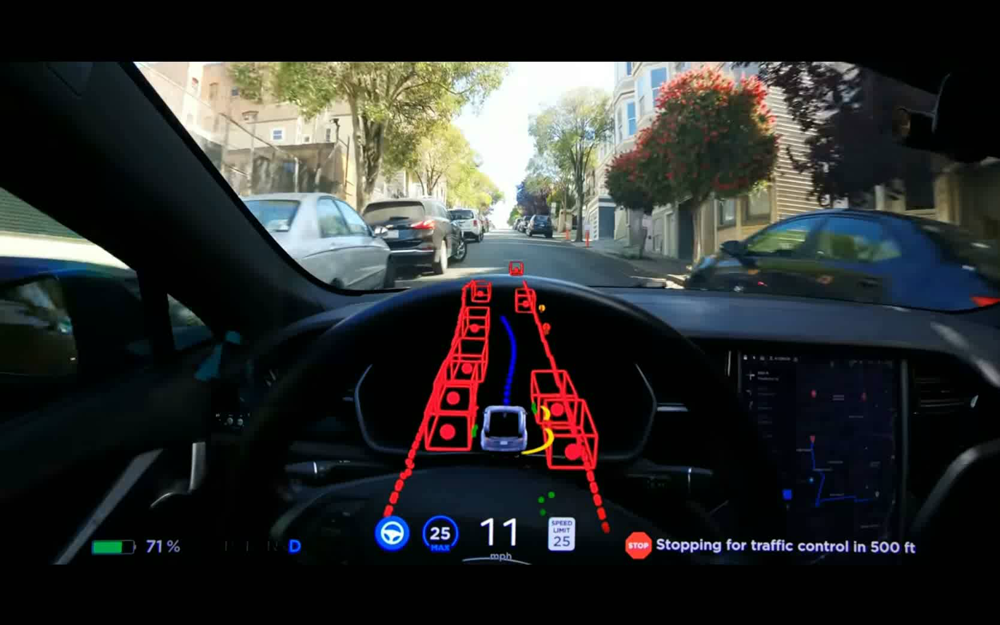 71%
D
25
MAX
11
mph
SPEED
LIMIT
25
STOP
Stopping for traffic control in 500 ft